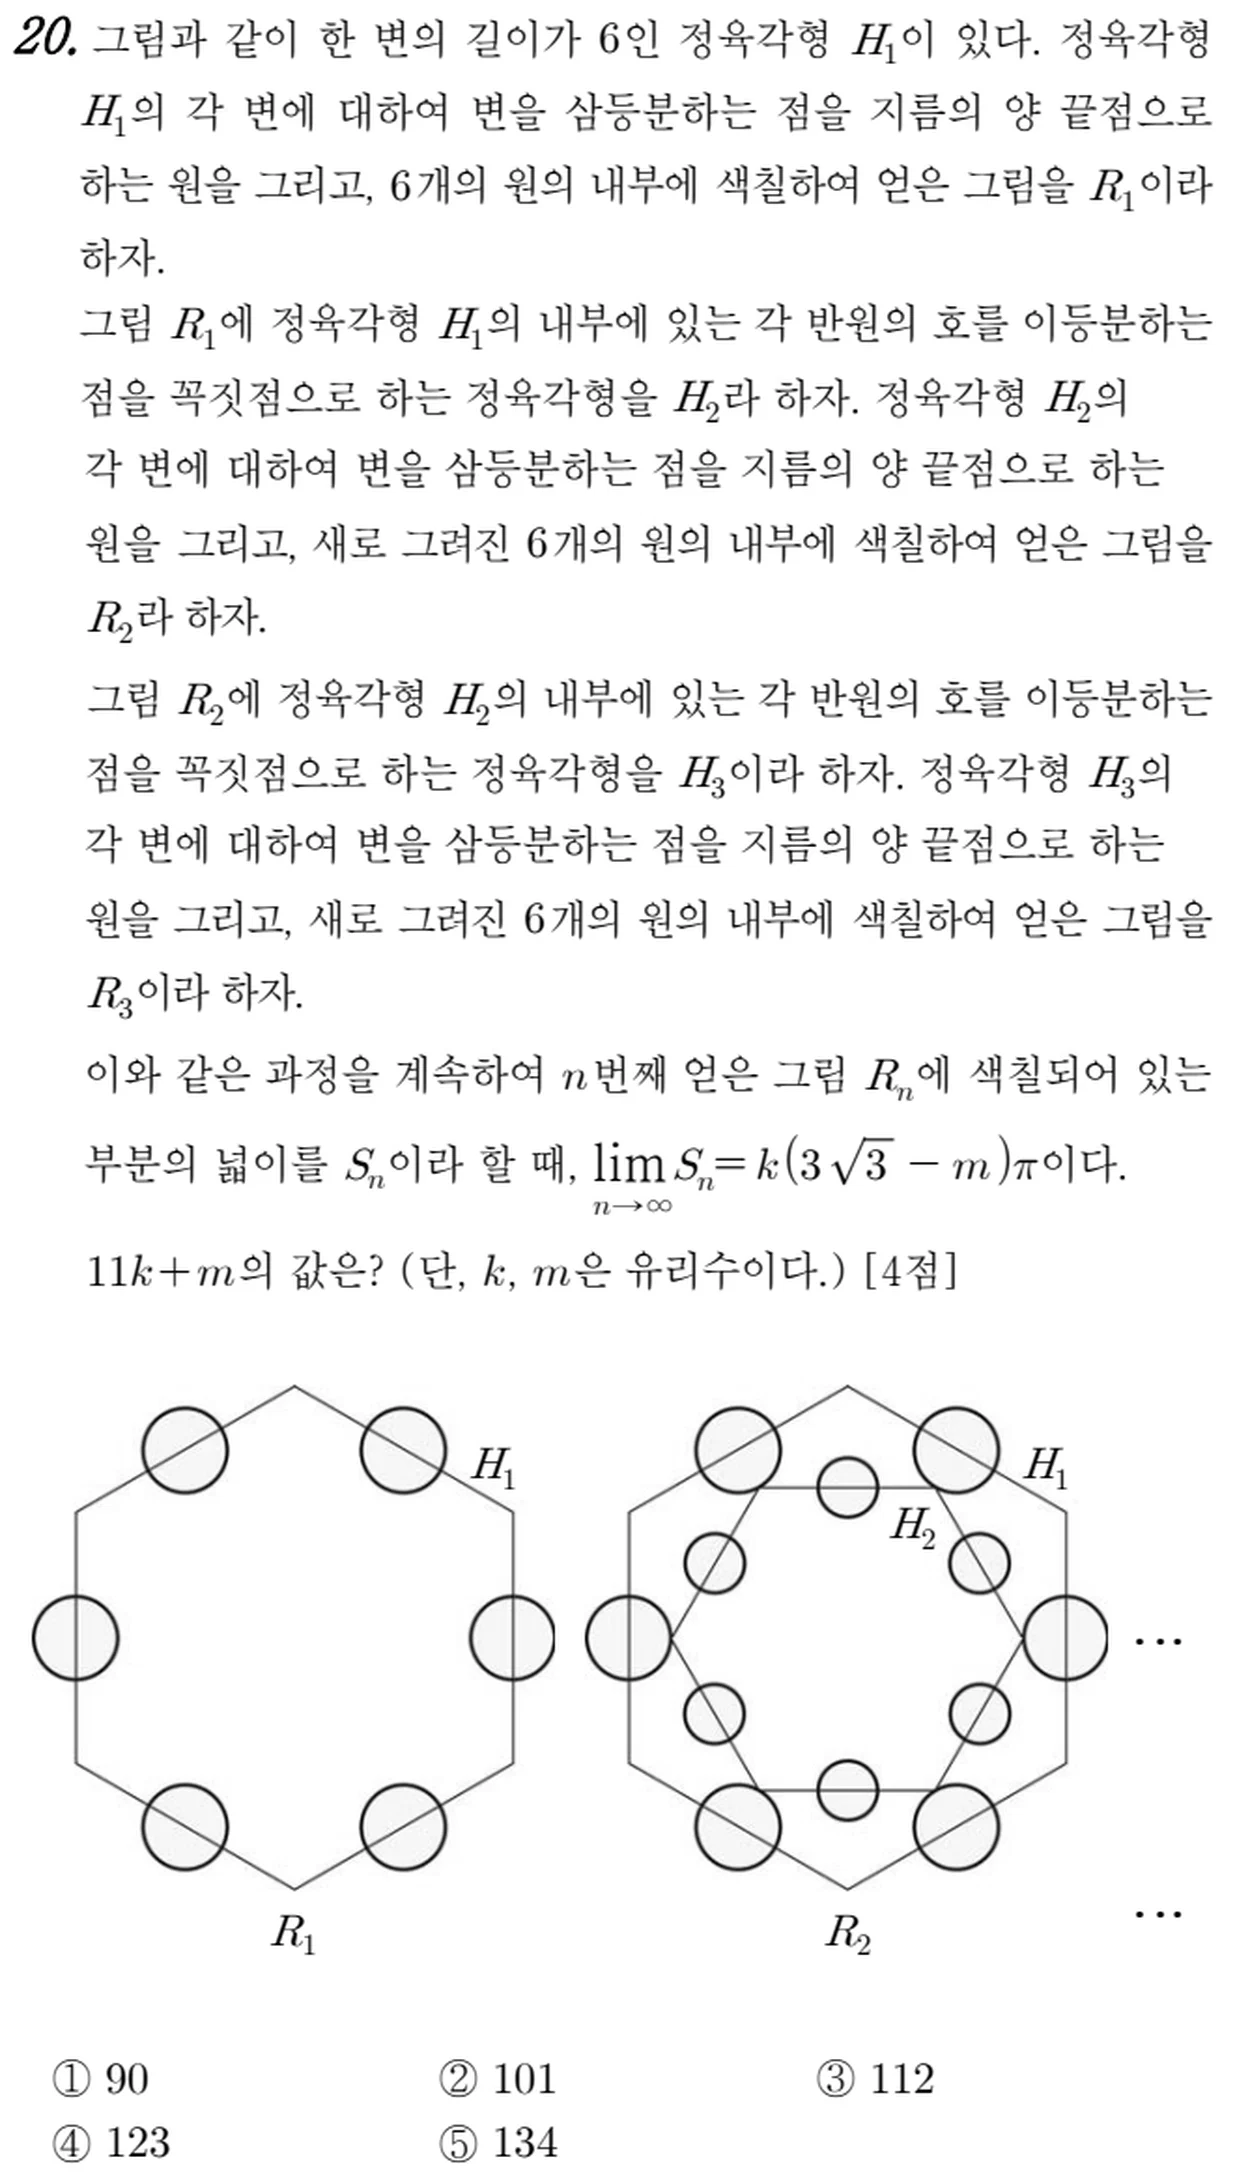 20. 그림과 같이 한 변의 길이가 6인 정육각형 H₁이 있다. 정육각형
H₁의 각 변에 대하여 변을 삼등분하는 점을 지름의 양 끝점으로
하는 원을 그리고, 6개의 원의 내부에 색칠하여 얻은 그림을 R₁이라
하자.
그림 R₁에 정육각형 H₁의 내부에 있는 각 반원의 호를 이등분하는
점을 꼭짓점으로 하는 정육각형을 H₂라 하자. 정육각형 H₂의
각 변에 대하여 변을 삼등분하는 점을 지름의 양 끝점으로 하는
원을 그리고, 새로 그려진 6개의 원의 내부에 색칠하여 얻은 그림을
R₂라 하자.
그림 R₂에 정육각형 H₂의 내부에 있는 각 반원의 호를 이등분하는
점을 꼭짓점으로 하는 정육각형을 H₃이라 하자. 정육각형 H₃의
각 변에 대하여 변을 삼등분하는 점을 지름의 양 끝점으로 하는
원을 그리고, 새로 그려진 6개의 원의 내부에 색칠하여 얻은 그림을
R₃이라 하자.
이와 같은 과정을 계속하여 n번째 얻은 그림 Rₙ에 색칠되어 있는
부분의 넓이를 Sₙ이라 할 때, lim n→∞ Sₙ = k(3√3 − m)π이다.
11k+m의 값은? (단, k, m은 유리수이다.) [4점]
H₁ H₁
H₂
...
R₁ R₂ ...
① 90 ② 101 ③ 112
④ 123 ⑤ 134